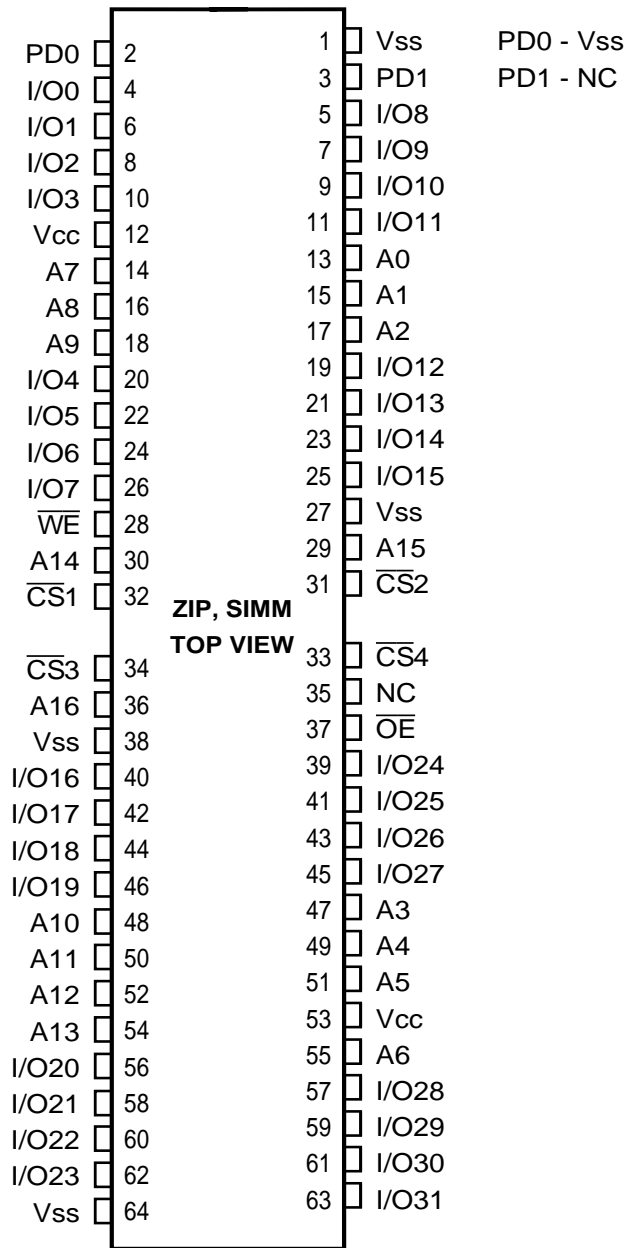 1 Vss PD0 - Vss
PD0 2
3 PD1 PD1 - NC
I/O0 4
5 I/O8
I/O1 6
7 I/O9
I/O2 8
9 I/O10
I/O3 10
11 I/O11
Vcc 12
13 A0
A7 14
15 A1
A8 16
17 A2
A9 18
19 I/O12
I/O4 20
21 I/O13
I/O5 22
23 I/O14
I/O6 24
25 I/O15
I/O7 26
27 Vss
W̅E̅ 28
29 A15
A14 30
31 C̅S̅2
C̅S̅1 32
ZIP, SIMM
TOP VIEW
33 C̅S̅4
C̅S̅3 34
35 NC
A16 36
37 O̅E̅
Vss 38
39 I/O24
I/O16 40
41 I/O25
I/O17 42
43 I/O26
I/O18 44
45 I/O27
I/O19 46
47 A3
A10 48
49 A4
A11 50
51 A5
A12 52
53 Vcc
A13 54
55 A6
I/O20 56
57 I/O28
I/O21 58
59 I/O29
I/O22 60
61 I/O30
I/O23 62
63 I/O31
Vss 64